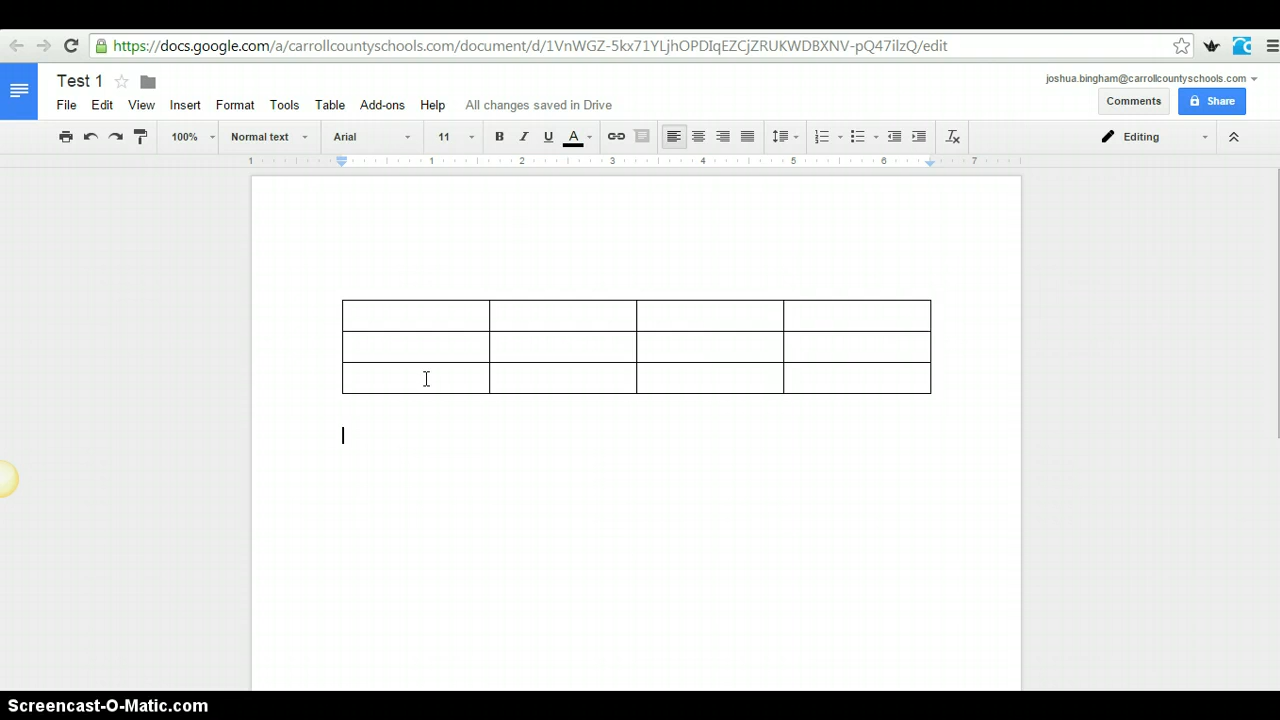 https://docs.google.com/a/carrollcountyschools.com/document/d/1VnWGZ-5kx71YLjhOPDIqEZCjZRUKWDBXNV-pQ47ilzQ/edit
Test 1
joshua.bingham@carrollcountyschools.com
File Edit View Insert Format Tools Table Add-ons Help All changes saved in Drive
Comments Share
100% Normal text Arial 11 B I U A Editing
1 1 2 3 4 5 6 7
Screencast-O-Matic.com